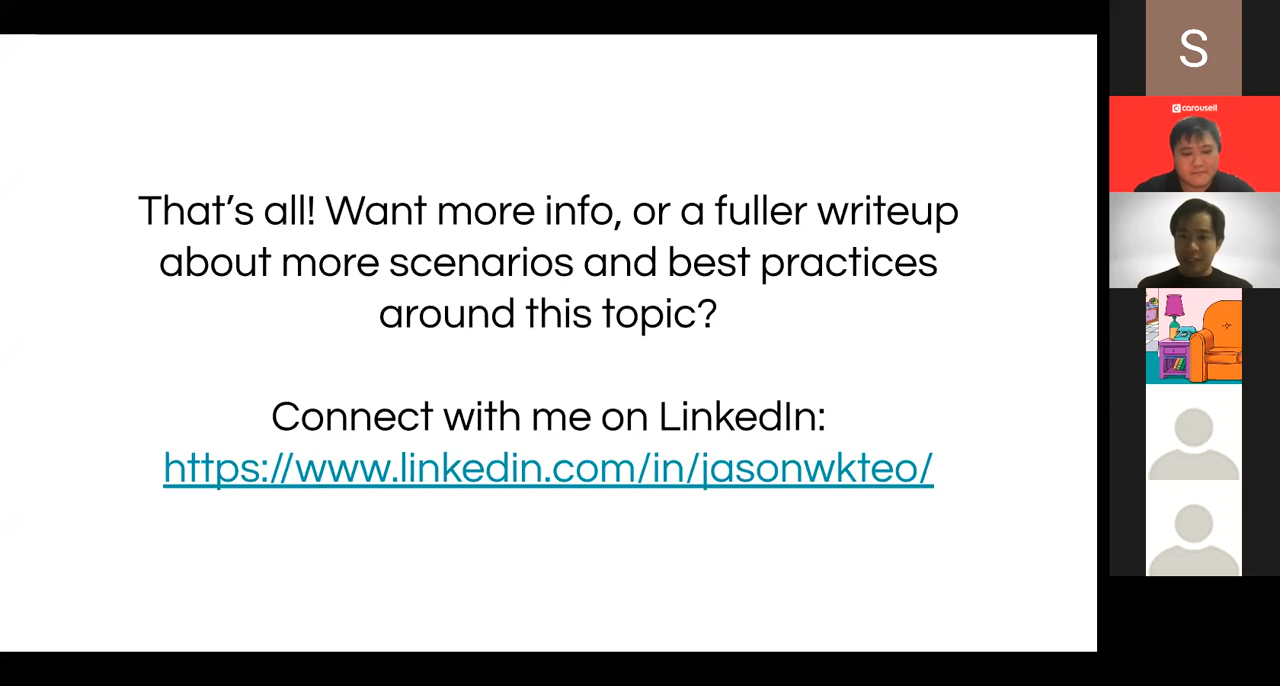 That’s all! Want more info, or a fuller writeup
about more scenarios and best practices
around this topic?
Connect with me on LinkedIn:
https://www.linkedin.com/in/jasonwkteo/
S
carousell